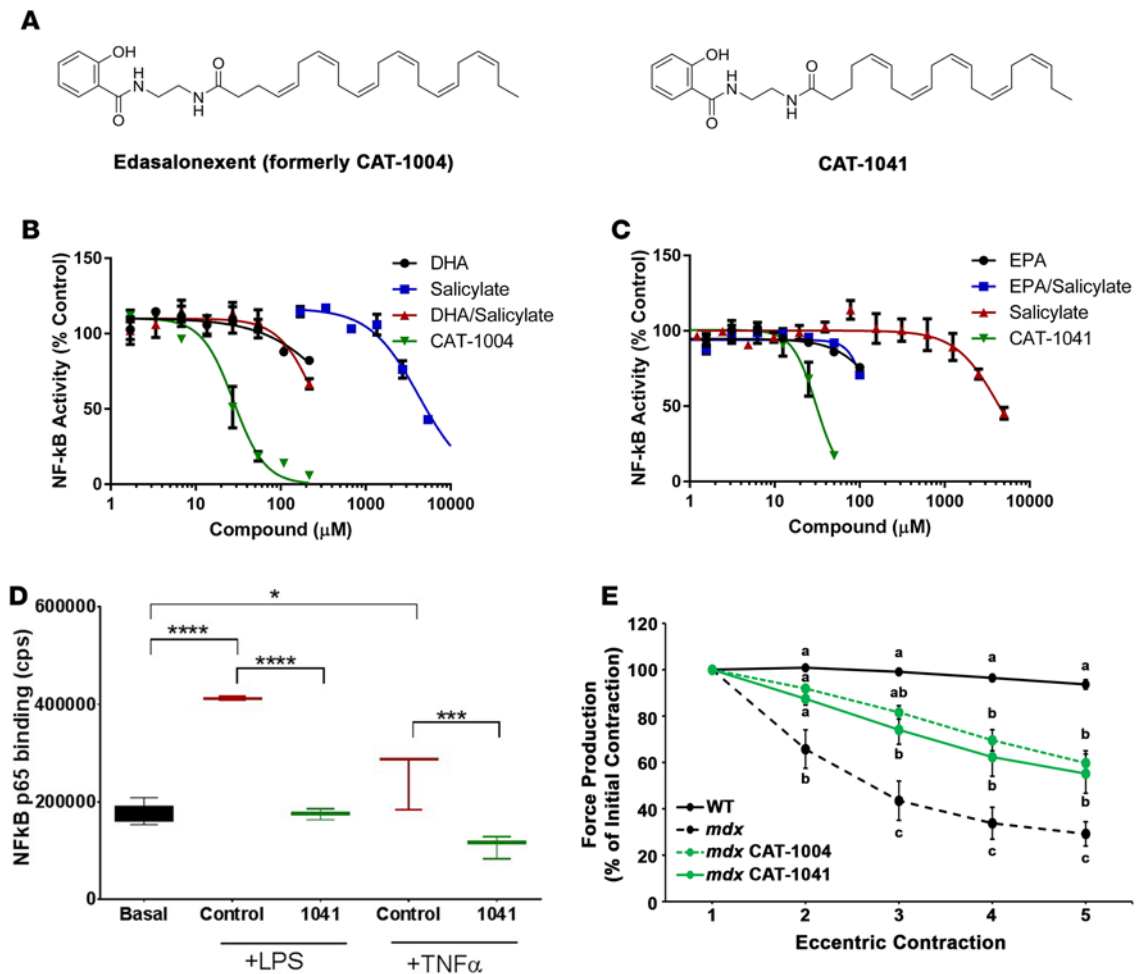 A
OH
H
N
O
N
H
O
Edasalonexent (formerly CAT-1004)
OH
H
N
O
N
H
O
CAT-1041
B
NF-kB Activity (% Control)
150
100
50
0
1
10
100
1000
10000
Compound (μM)
DHA
Salicylate
DHA/Salicylate
CAT-1004
C
NF-kB Activity (% Control)
150
100
50
0
1
10
100
1000
10000
Compound (μM)
EPA
EPA/Salicylate
Salicylate
CAT-1041
D
NFkB p65 binding (cps)
600000
400000
200000
0
*
****
****
***
Basal
Control
1041
Control
1041
+LPS
+TNFα
E
Force Production
(% of Initial Contraction)
120
100
80
60
40
20
0
a
a
a
a
a
ab
b
b
a
b
b
b
b
c
c
c
WT
mdx
mdx CAT-1004
mdx CAT-1041
1
2
3
4
5
Eccentric Contraction